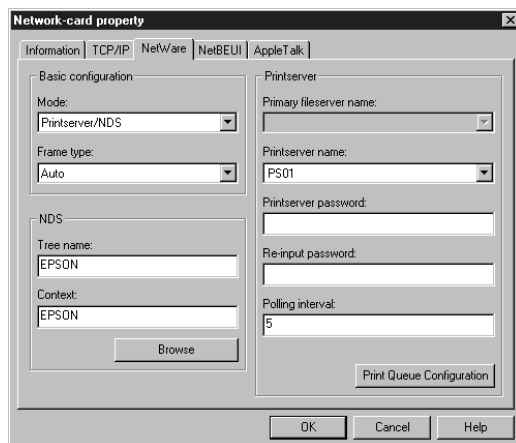 Network-card property
Information
TCP/IP
NetWare
NetBEUI
AppleTalk
Basic configuration
Mode:
Printserver/NDS
Frame type:
Auto
NDS
Tree name:
EPSON
Context:
EPSON
Browse
Printserver
Primary fileserver name:
Printserver name:
PS01
Printserver password:
Re-input password:
Polling interval:
5
Print Queue Configuration
OK
Cancel
Help